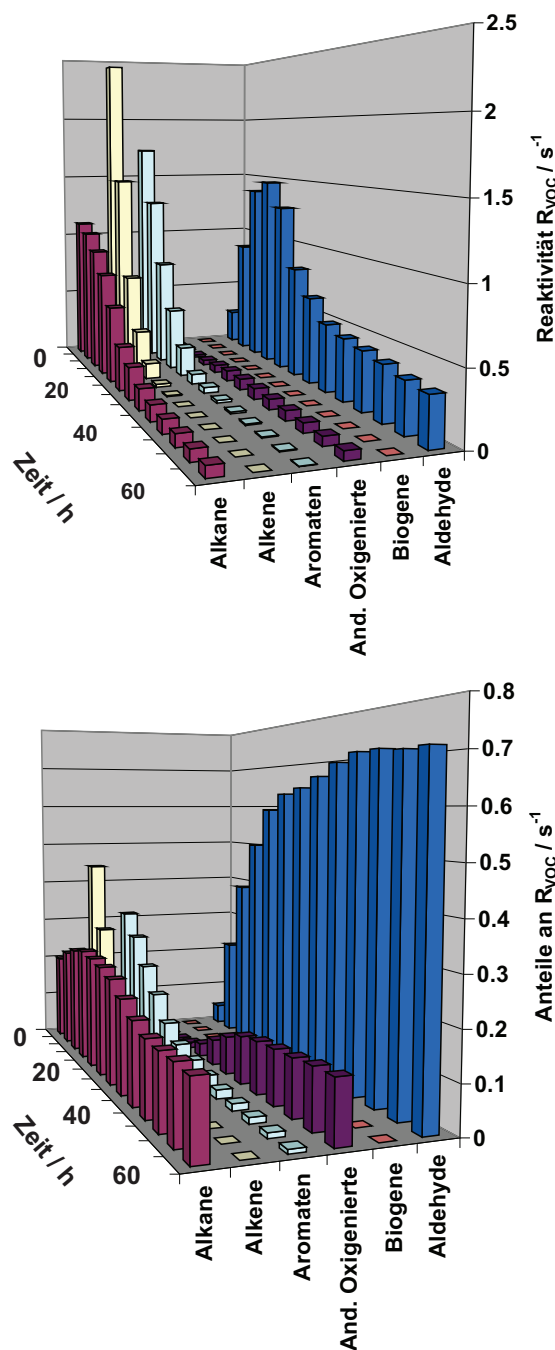 2.5
2
1.5
1
0.5
0
Reaktivität R_VOC / s⁻¹
0
20
40
60
Zeit / h
Alkane
Alkene
Aromaten
And. Oxigenierte
Biogene
Aldehyde
0.8
0.7
0.6
0.5
0.4
0.3
0.2
0.1
0
Anteile an R_VOC / s⁻¹
0
20
40
60
Zeit / h
Alkane
Alkene
Aromaten
And. Oxigenierte
Biogene
Aldehyde